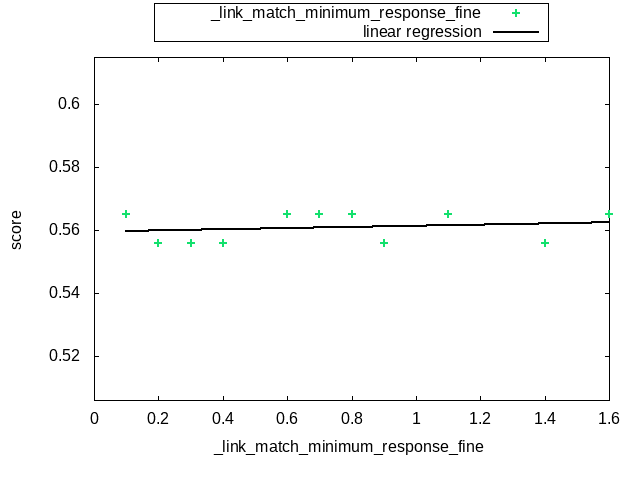 _link_match_minimum_response_fine
linear regression
0.6
0.58
0.56
0.54
0.52
score
0 0.2 0.4 0.6 0.8 1 1.2 1.4 1.6
_link_match_minimum_response_fine